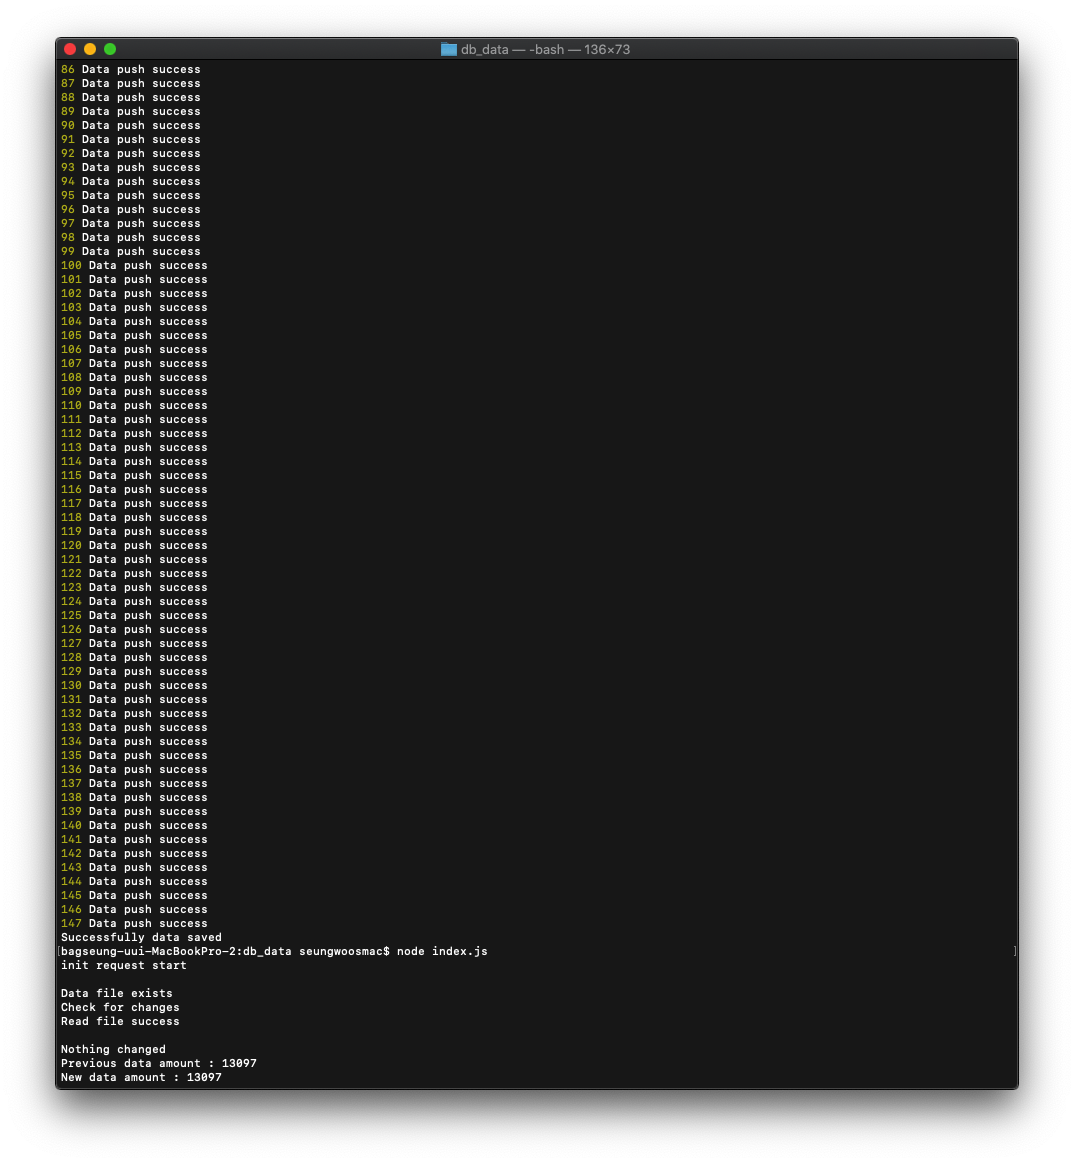 db_data — -bash — 136×73
86 Data push success
87 Data push success
88 Data push success
89 Data push success
90 Data push success
91 Data push success
92 Data push success
93 Data push success
94 Data push success
95 Data push success
96 Data push success
97 Data push success
98 Data push success
99 Data push success
100 Data push success
101 Data push success
102 Data push success
103 Data push success
104 Data push success
105 Data push success
106 Data push success
107 Data push success
108 Data push success
109 Data push success
110 Data push success
111 Data push success
112 Data push success
113 Data push success
114 Data push success
115 Data push success
116 Data push success
117 Data push success
118 Data push success
119 Data push success
120 Data push success
121 Data push success
122 Data push success
123 Data push success
124 Data push success
125 Data push success
126 Data push success
127 Data push success
128 Data push success
129 Data push success
130 Data push success
131 Data push success
132 Data push success
133 Data push success
134 Data push success
135 Data push success
136 Data push success
137 Data push success
138 Data push success
139 Data push success
140 Data push success
141 Data push success
142 Data push success
143 Data push success
144 Data push success
145 Data push success
146 Data push success
147 Data push success
Successfully data saved
[bagseung-uui-MacBookPro-2:db_data seungwoosmac$ node index.js ]
init request start
Data file exists
Check for changes
Read file success
Nothing changed
Previous data amount : 13097
New data amount : 13097